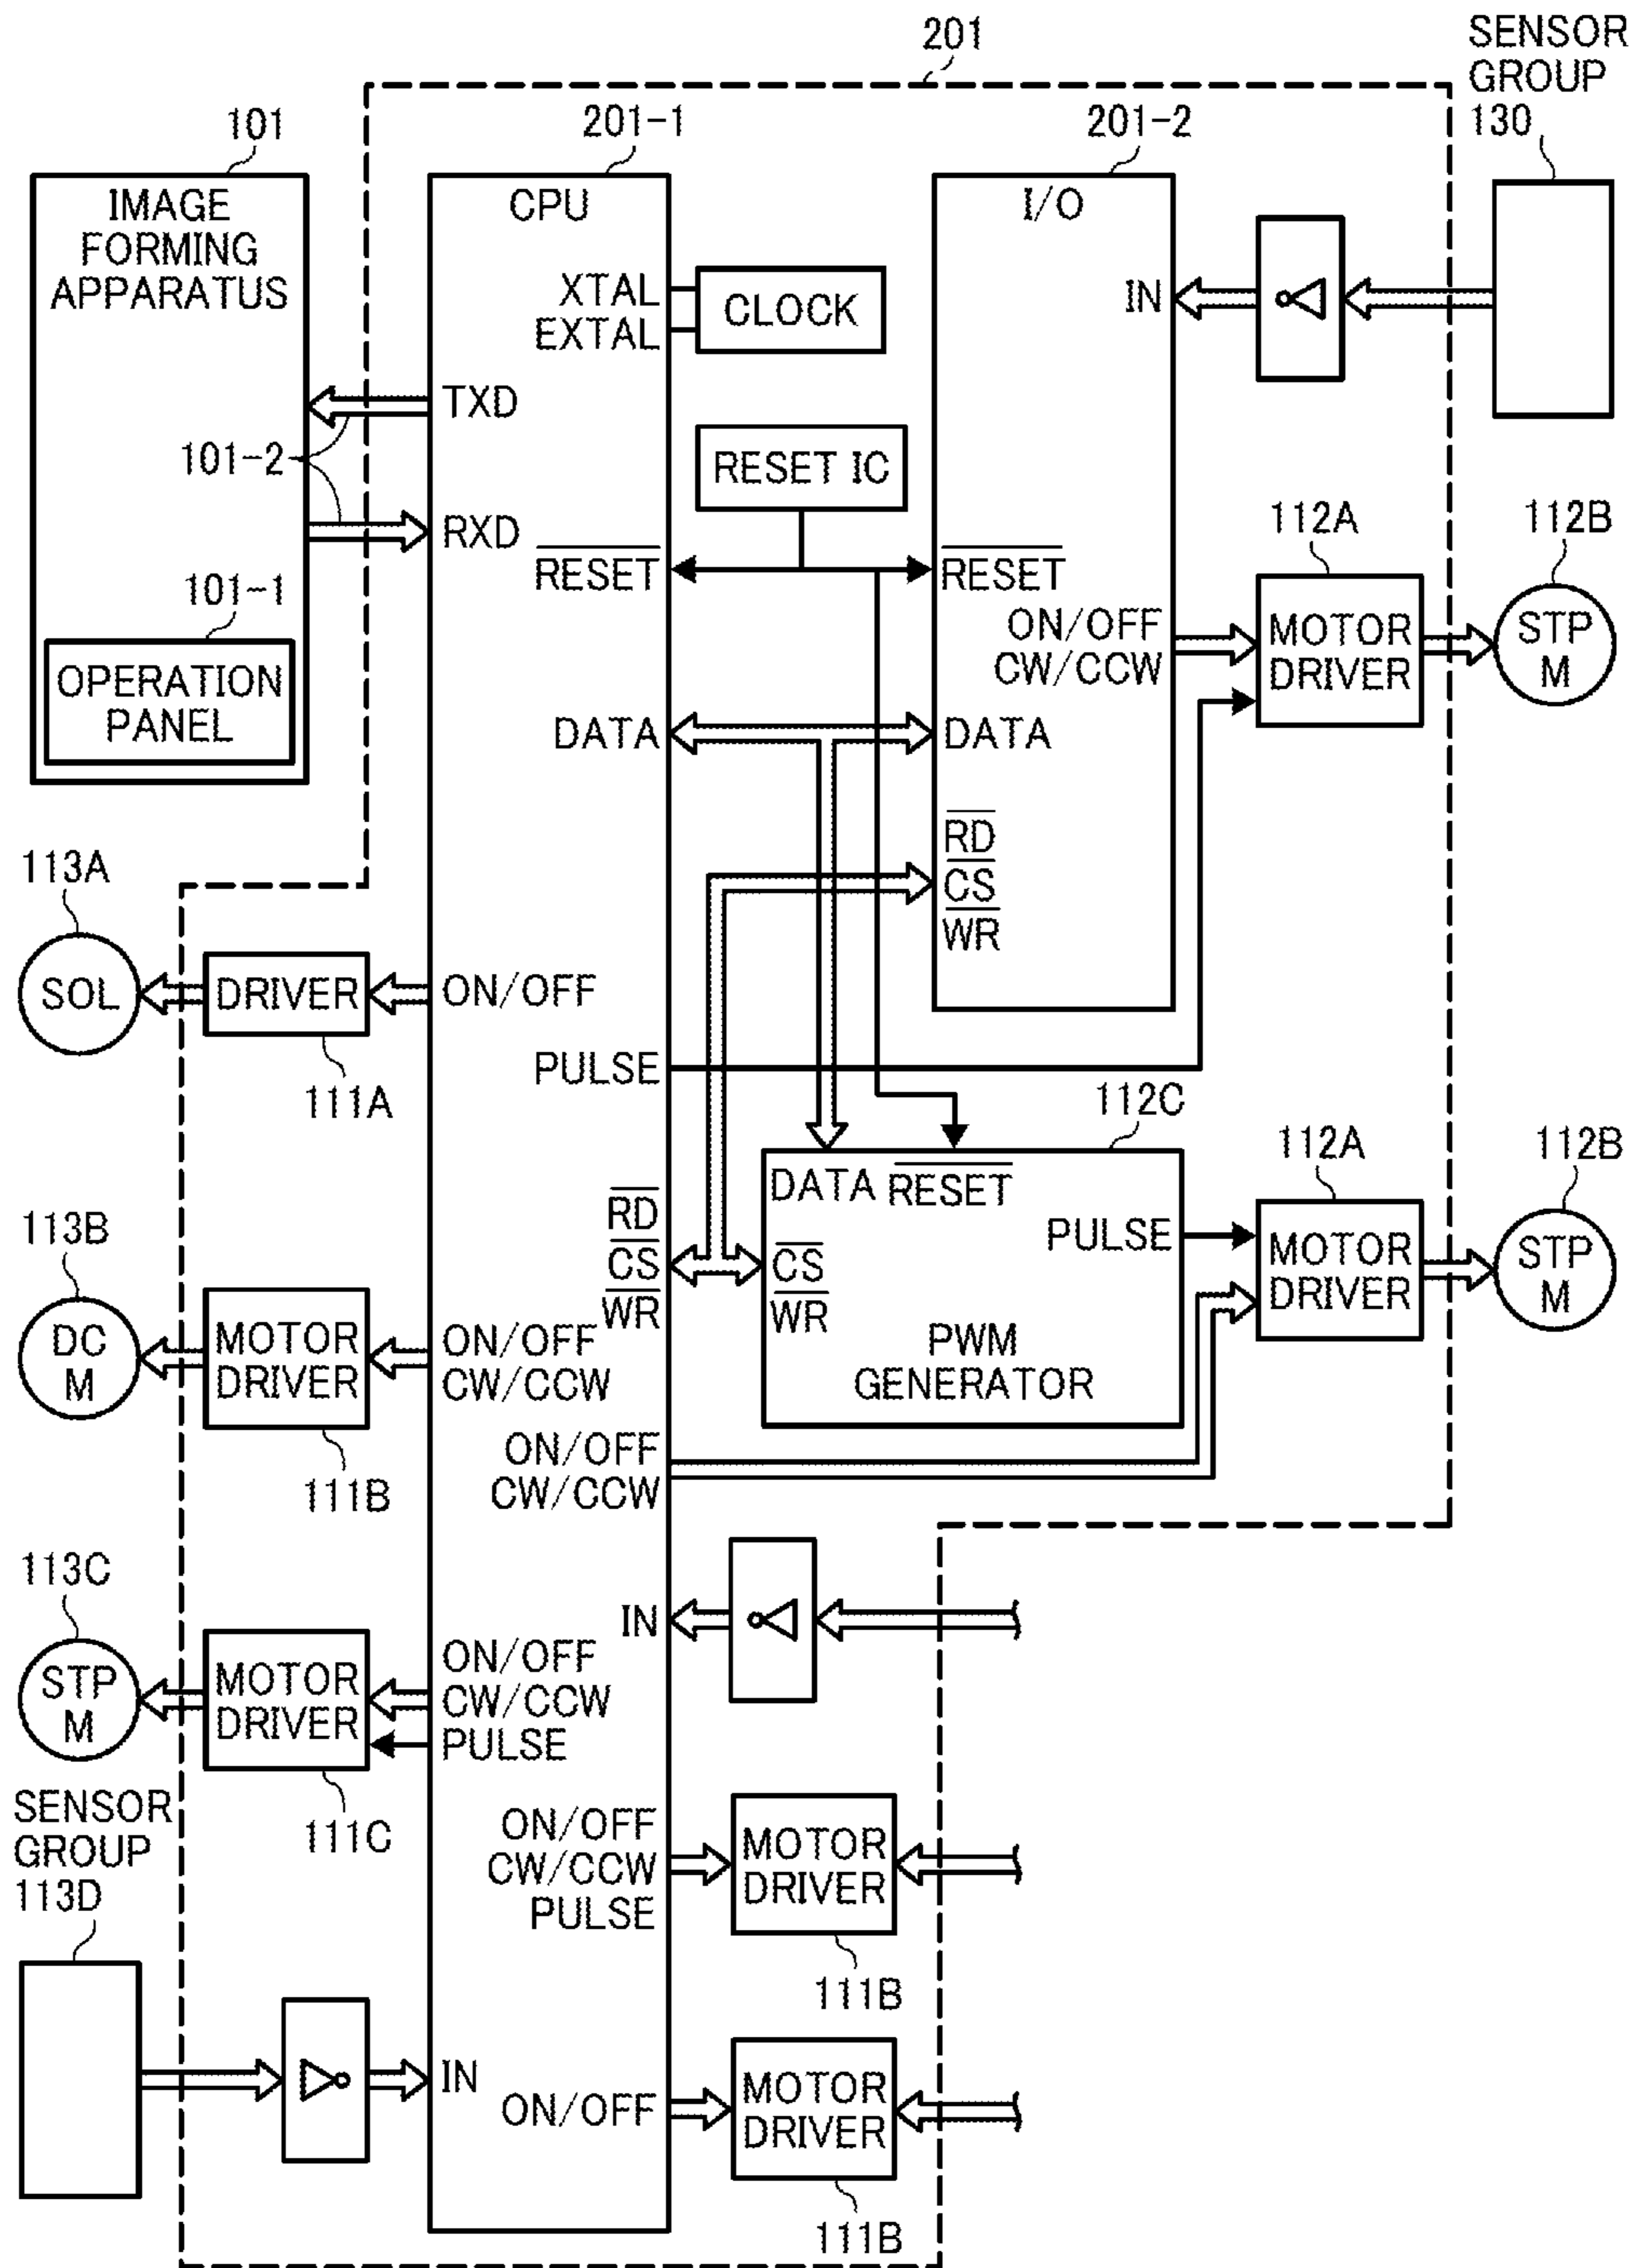 201
SENSOR
GROUP
130
101
201-1
201-2
IMAGE
FORMING
APPARATUS
CPU
I/O
XTAL
EXTAL
CLOCK
IN
TXD
101-2
RESET IC
RXD
RESET
RESET
101-1
OPERATION
PANEL
112A
112B
ON/OFF
CW/CCW
MOTOR
DRIVER
STP
M
DATA
DATA
RD
CS
WR
113A
SOL
DRIVER
ON/OFF
111A
PULSE
112C
DATA
RESET
PULSE
CS
WR
PWM
GENERATOR
112A
112B
MOTOR
DRIVER
STP
M
RD
CS
WR
113B
DC
M
MOTOR
DRIVER
ON/OFF
CW/CCW
111B
ON/OFF
CW/CCW
113C
STP
M
MOTOR
DRIVER
ON/OFF
CW/CCW
PULSE
111C
IN
SENSOR
GROUP
113D
ON/OFF
CW/CCW
PULSE
MOTOR
DRIVER
111B
IN
ON/OFF
MOTOR
DRIVER
111B